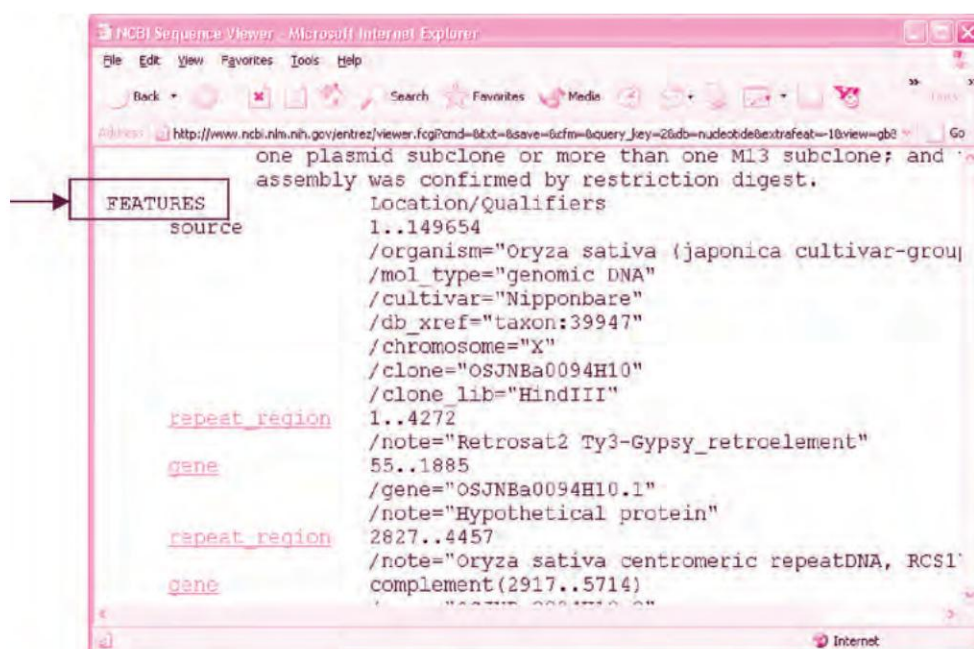 NCBI Sequence Viewer - Microsoft Internet Explorer
File Edit View Favorites Tools Help
Back Search Favorites Media
Address http://www.ncbi.nlm.nih.gov/entrez/viewer.fcgi?cmd=&txt=&save=&cfm=&query_key=2&db=nucleotide&extrafeat=-1&view=gb& Go
one plasmid subclone or more than one M13 subclone; and
assembly was confirmed by restriction digest.
FEATURES Location/Qualifiers
source 1..149654
/organism="Oryza sativa (japonica cultivar-group
/mol_type="genomic DNA"
/cultivar="Nipponbare"
/db_xref="taxon:39947"
/chromosome="X"
/clone="OSJNBa0094H10"
/clone_lib="HindIII"
repeat_region 1..4272
/note="Retrosat2 Ty3-Gypsy_retroelement"
gene 55..1885
/gene="OSJNBa0094H10.1"
/note="Hypothetical protein"
repeat_region 2827..4457
/note="Oryza sativa centromeric repeatDNA, RCS1
gene complement(2917..5714)
Internet